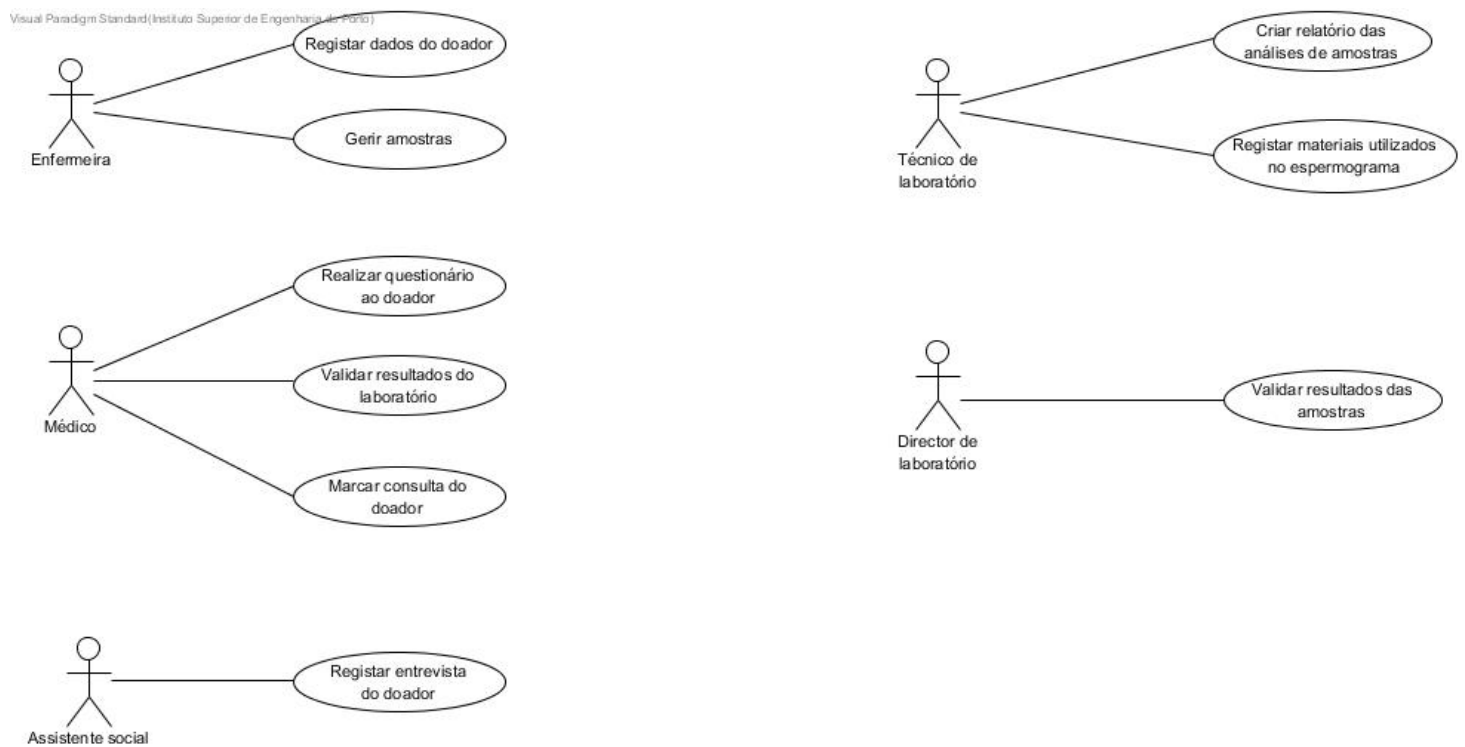 Visual Paradigm Standard(Instituto Superior de Engenharia do Porto)
Registar dados do doador
Gerir amostras
Enfermeira
Realizar questionário
ao doador
Validar resultados do
laboratório
Marcar consulta do
doador
Médico
Registar entrevista
do doador
Assistente social
Criar relatório das
análises de amostras
Registar materiais utilizados
no espermograma
Técnico de
laboratório
Validar resultados das
amostras
Director de
laboratório